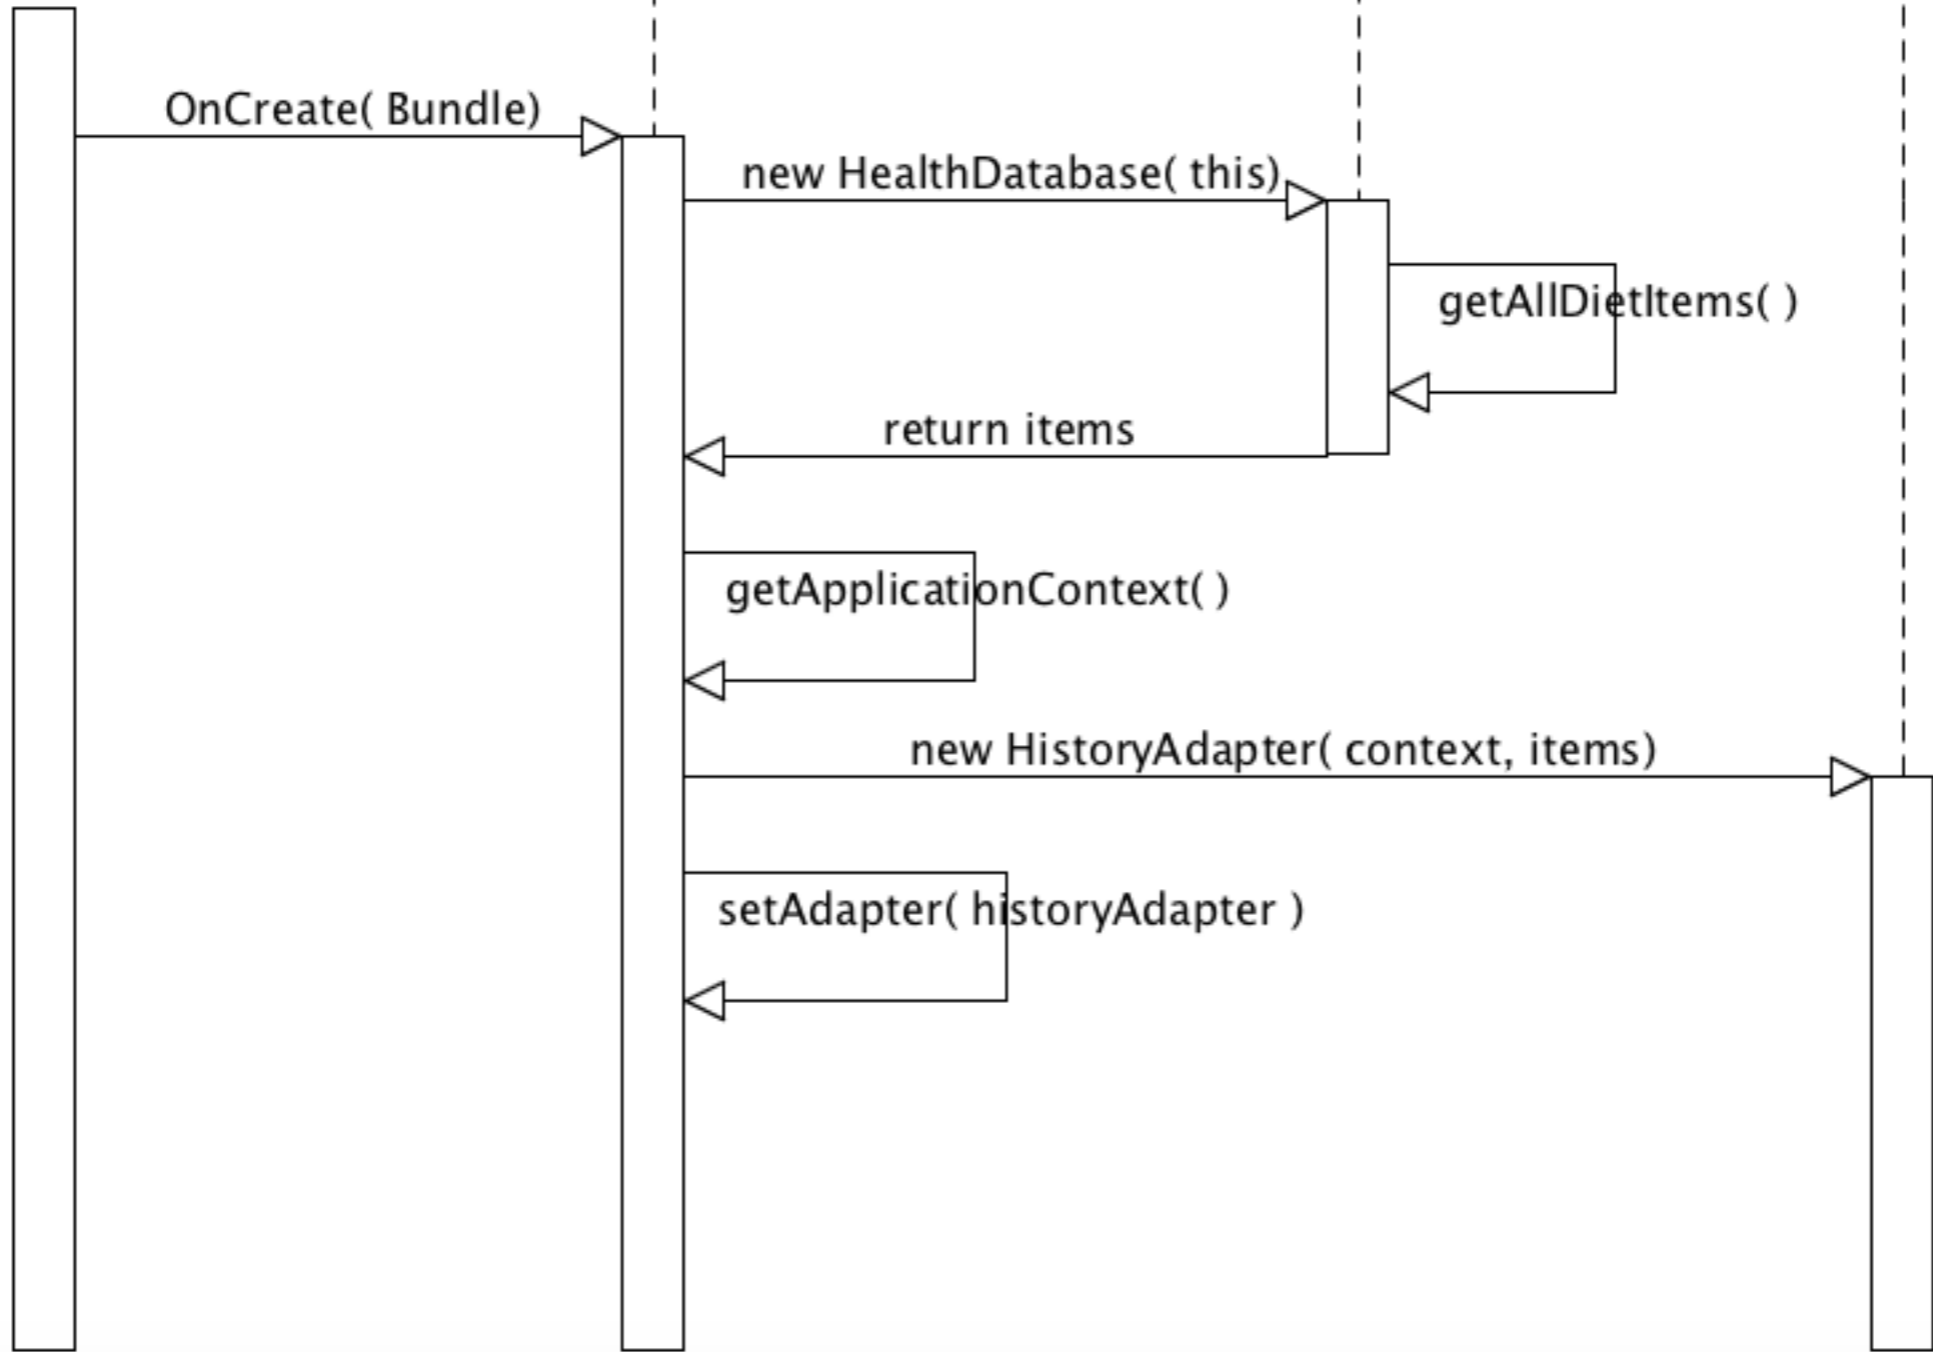 OnCreate( Bundle)
new HealthDatabase( this)
getAllDietItems( )
return items
getApplicationContext( )
new HistoryAdapter( context, items)
setAdapter( historyAdapter )